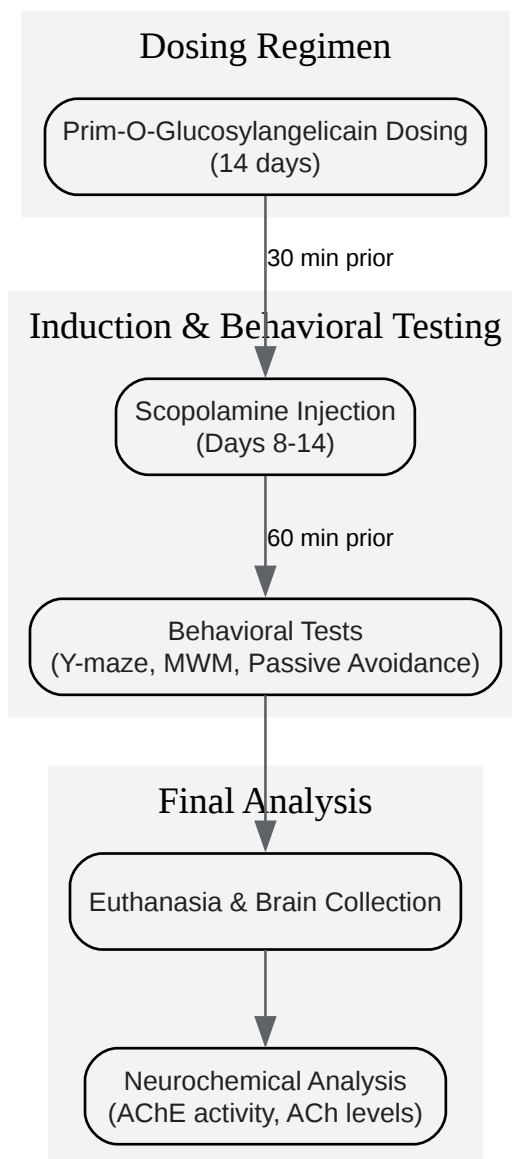 Dosing Regimen
Prim-O-Glucosylangelicain Dosing
(14 days)
30 min prior
Induction & Behavioral Testing
Scopolamine Injection
(Days 8-14)
60 min prior
Behavioral Tests
(Y-maze, MWM, Passive Avoidance)
Final Analysis
Euthanasia & Brain Collection
Neurochemical Analysis
(AChE activity, ACh levels)